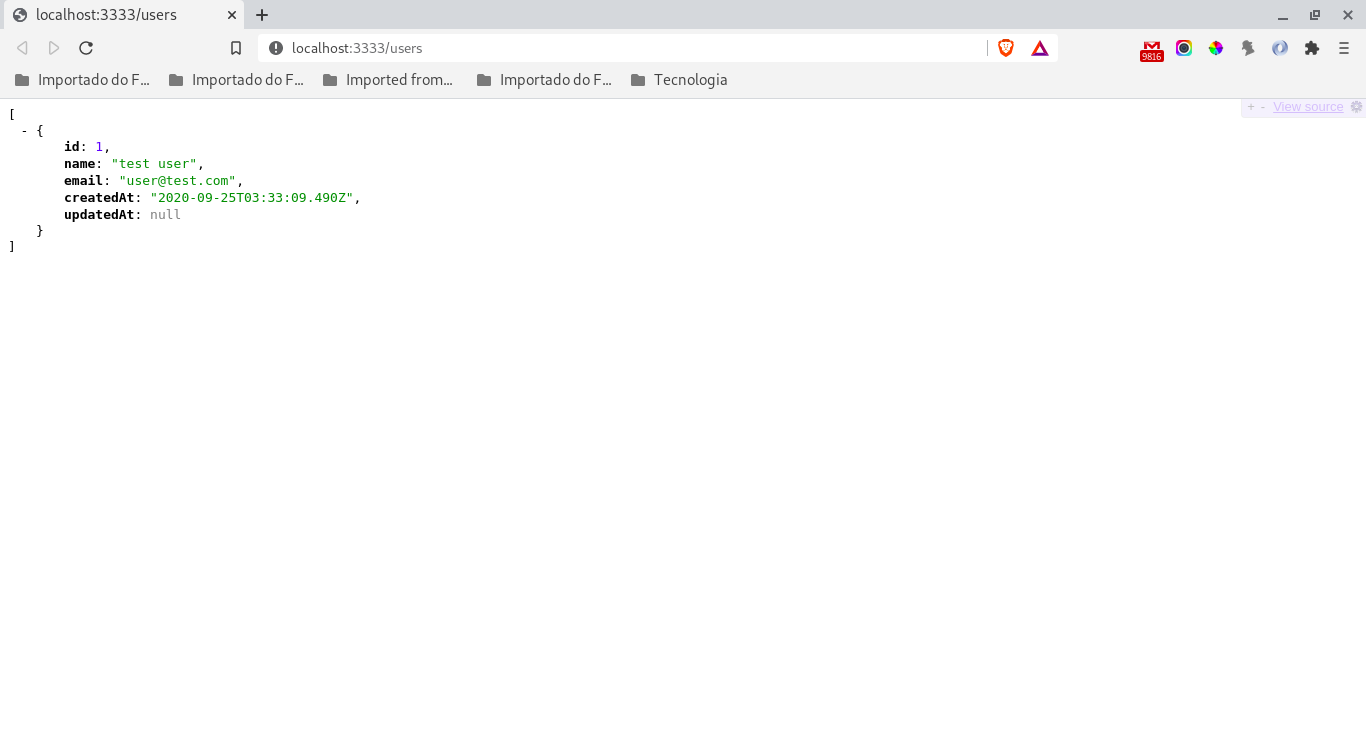 localhost:3333/users
localhost:3333/users
9816
Importado do F... Importado do F... Imported from... Importado do F... Tecnologia
+ - View source
[
- {
id: 1,
name: "test user",
email: "user@test.com",
createdAt: "2020-09-25T03:33:09.490Z",
updatedAt: null
}
]